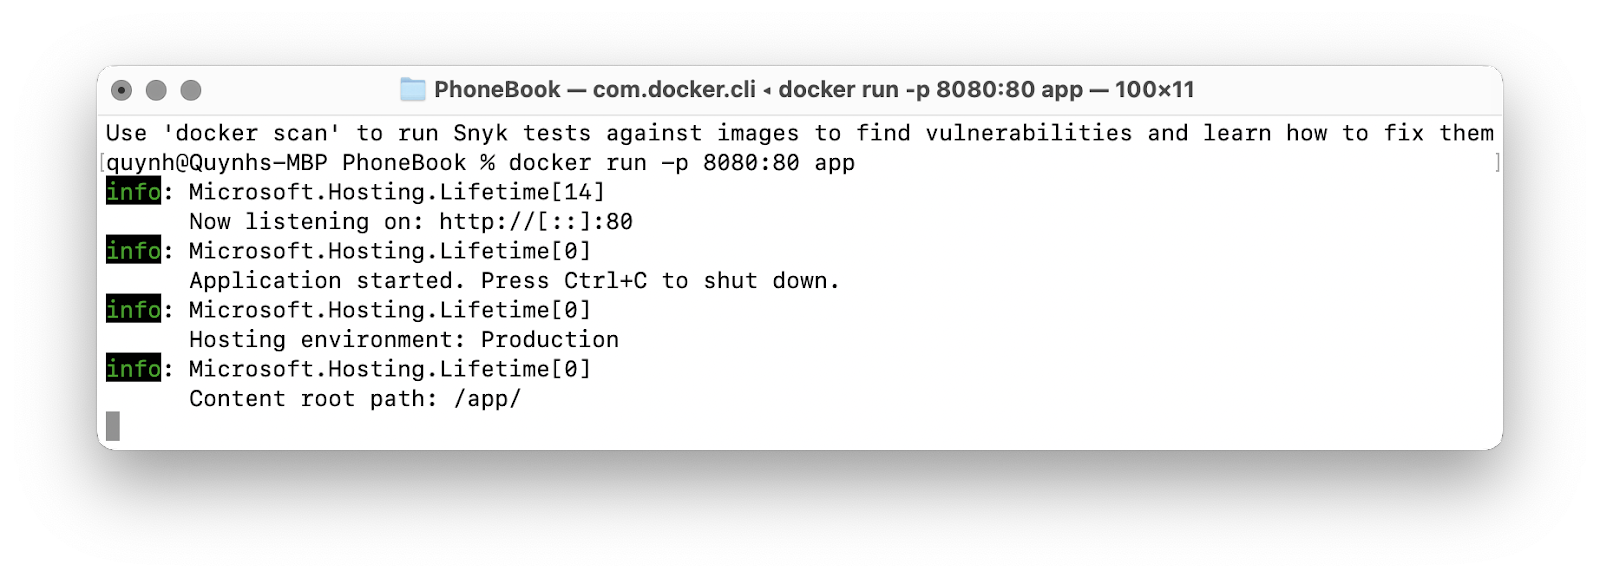 PhoneBook — com.docker.cli ◂ docker run -p 8080:80 app — 100×11
Use 'docker scan' to run Snyk tests against images to find vulnerabilities and learn how to fix them
[quynh@Quynhs-MBP PhoneBook % docker run -p 8080:80 app ]
info: Microsoft.Hosting.Lifetime[14]
      Now listening on: http://[::]:80
info: Microsoft.Hosting.Lifetime[0]
      Application started. Press Ctrl+C to shut down.
info: Microsoft.Hosting.Lifetime[0]
      Hosting environment: Production
info: Microsoft.Hosting.Lifetime[0]
      Content root path: /app/